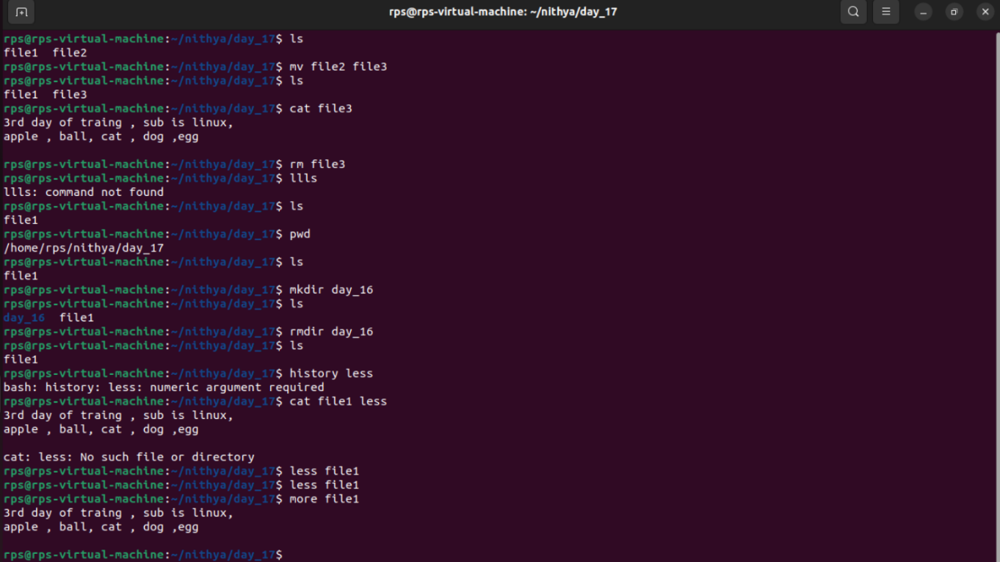 rps@rps-virtual-machine: ~/nithya/day_17
rps@rps-virtual-machine:~/nithya/day_17$ ls
file1  file2
rps@rps-virtual-machine:~/nithya/day_17$ mv file2 file3
rps@rps-virtual-machine:~/nithya/day_17$ ls
file1  file3
rps@rps-virtual-machine:~/nithya/day_17$ cat file3
3rd day of traing , sub is linux,
apple , ball, cat , dog ,egg

rps@rps-virtual-machine:~/nithya/day_17$ rm file3
rps@rps-virtual-machine:~/nithya/day_17$ llls
llls: command not found
rps@rps-virtual-machine:~/nithya/day_17$ ls
file1
rps@rps-virtual-machine:~/nithya/day_17$ pwd
/home/rps/nithya/day_17
rps@rps-virtual-machine:~/nithya/day_17$ ls
file1
rps@rps-virtual-machine:~/nithya/day_17$ mkdir day_16
rps@rps-virtual-machine:~/nithya/day_17$ ls
day_16  file1
rps@rps-virtual-machine:~/nithya/day_17$ rmdir day_16
rps@rps-virtual-machine:~/nithya/day_17$ ls
file1
rps@rps-virtual-machine:~/nithya/day_17$ history less
bash: history: less: numeric argument required
rps@rps-virtual-machine:~/nithya/day_17$ cat file1 less
3rd day of traing , sub is linux,
apple , ball, cat , dog ,egg

cat: less: No such file or directory
rps@rps-virtual-machine:~/nithya/day_17$ less file1
rps@rps-virtual-machine:~/nithya/day_17$ less file1
rps@rps-virtual-machine:~/nithya/day_17$ more file1
3rd day of traing , sub is linux,
apple , ball, cat , dog ,egg

rps@rps-virtual-machine:~/nithya/day_17$